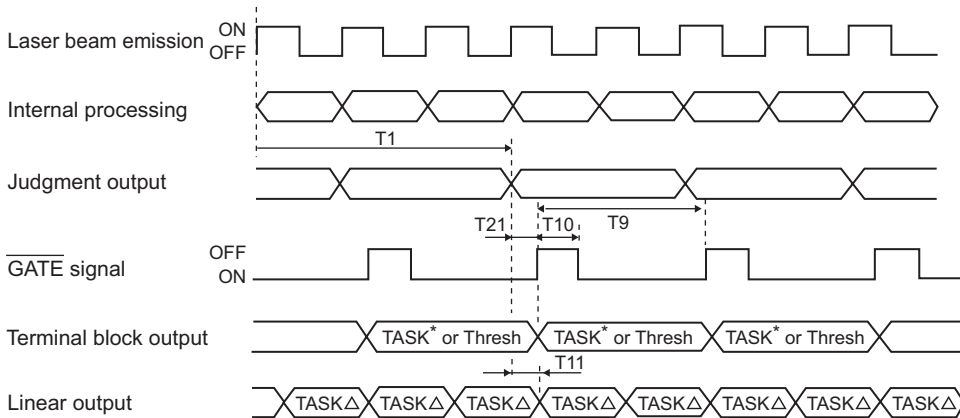 Laser beam emission
ON
OFF
Internal processing
T1
Judgment output
T21
T10
T9
GATE signal
OFF
ON
Terminal block output
TASK* or Thresh
TASK* or Thresh
TASK* or Thresh
T11
Linear output
TASK△
TASK△
TASK△
TASK△
TASK△
TASK△
TASK△
TASK△